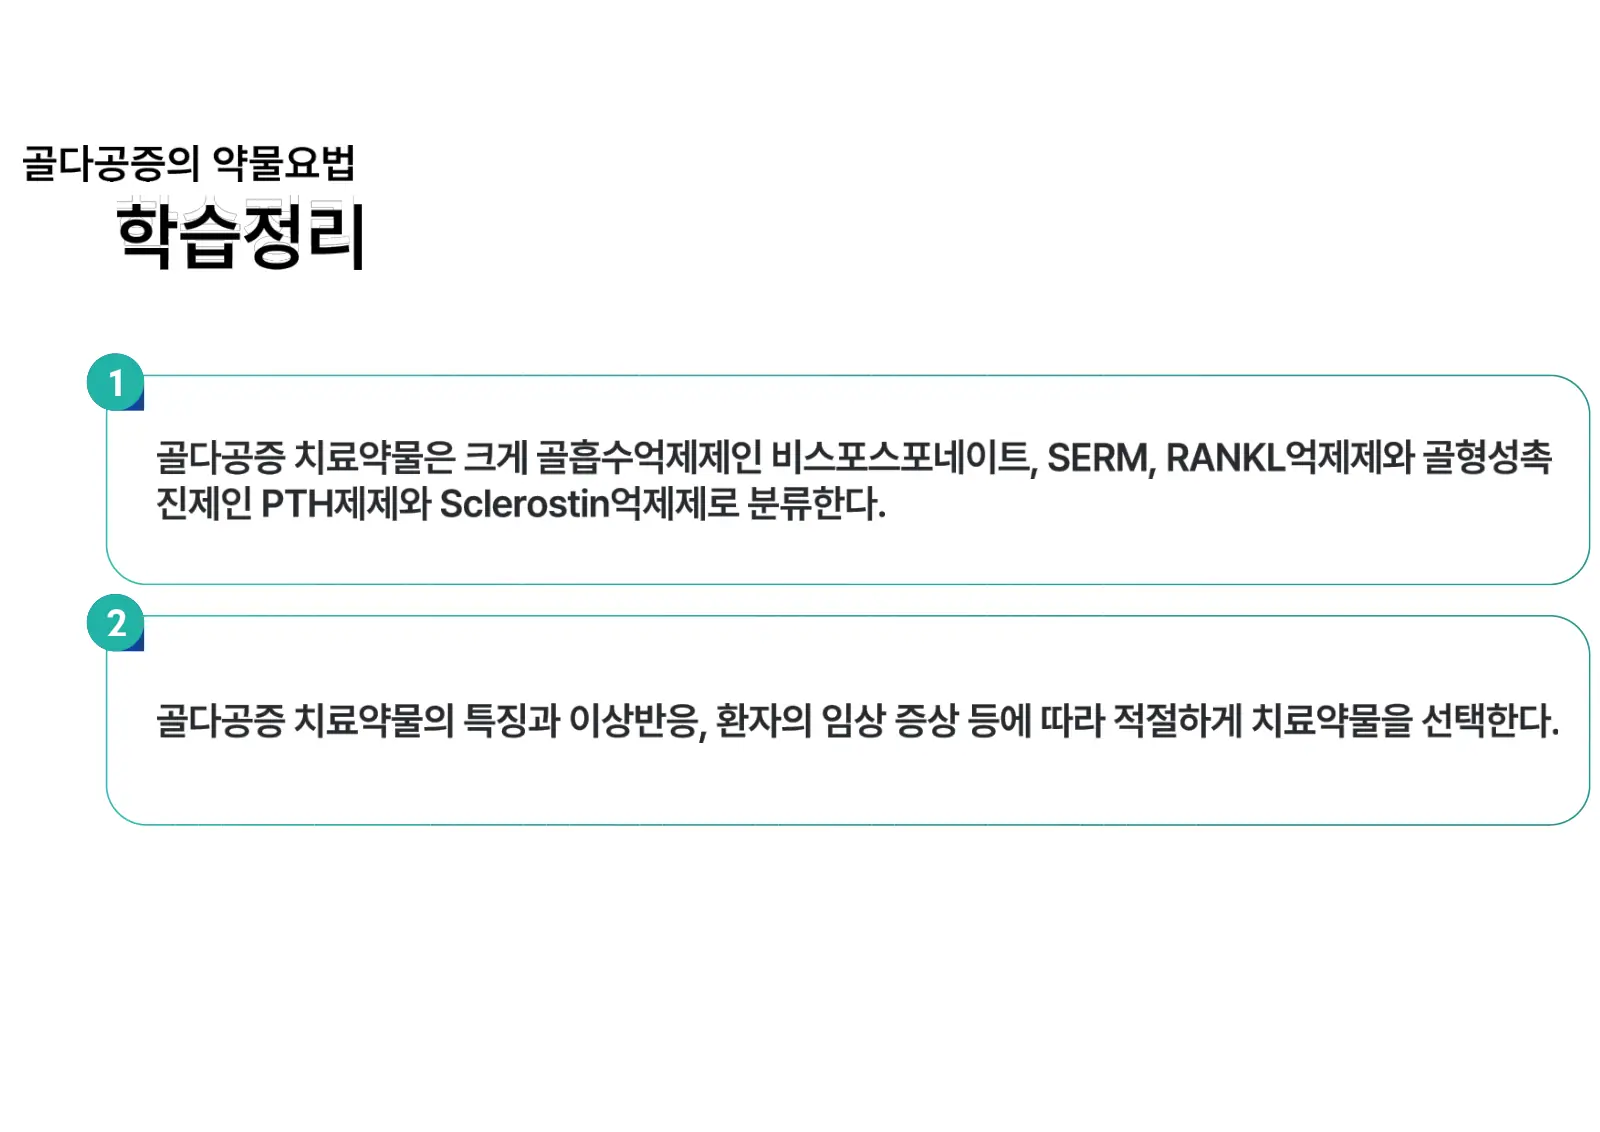 골다공증의 약물요법
학습정리
1
골다공증 치료약물은 크게 골흡수억제제인 비스포스포네이트, SERM, RANKL억제제와 골형성촉
진제인 PTH제제와 Sclerostin억제제로 분류한다.
2
골다공증 치료약물의 특징과 이상반응, 환자의 임상 증상 등에 따라 적절하게 치료약물을 선택한다.